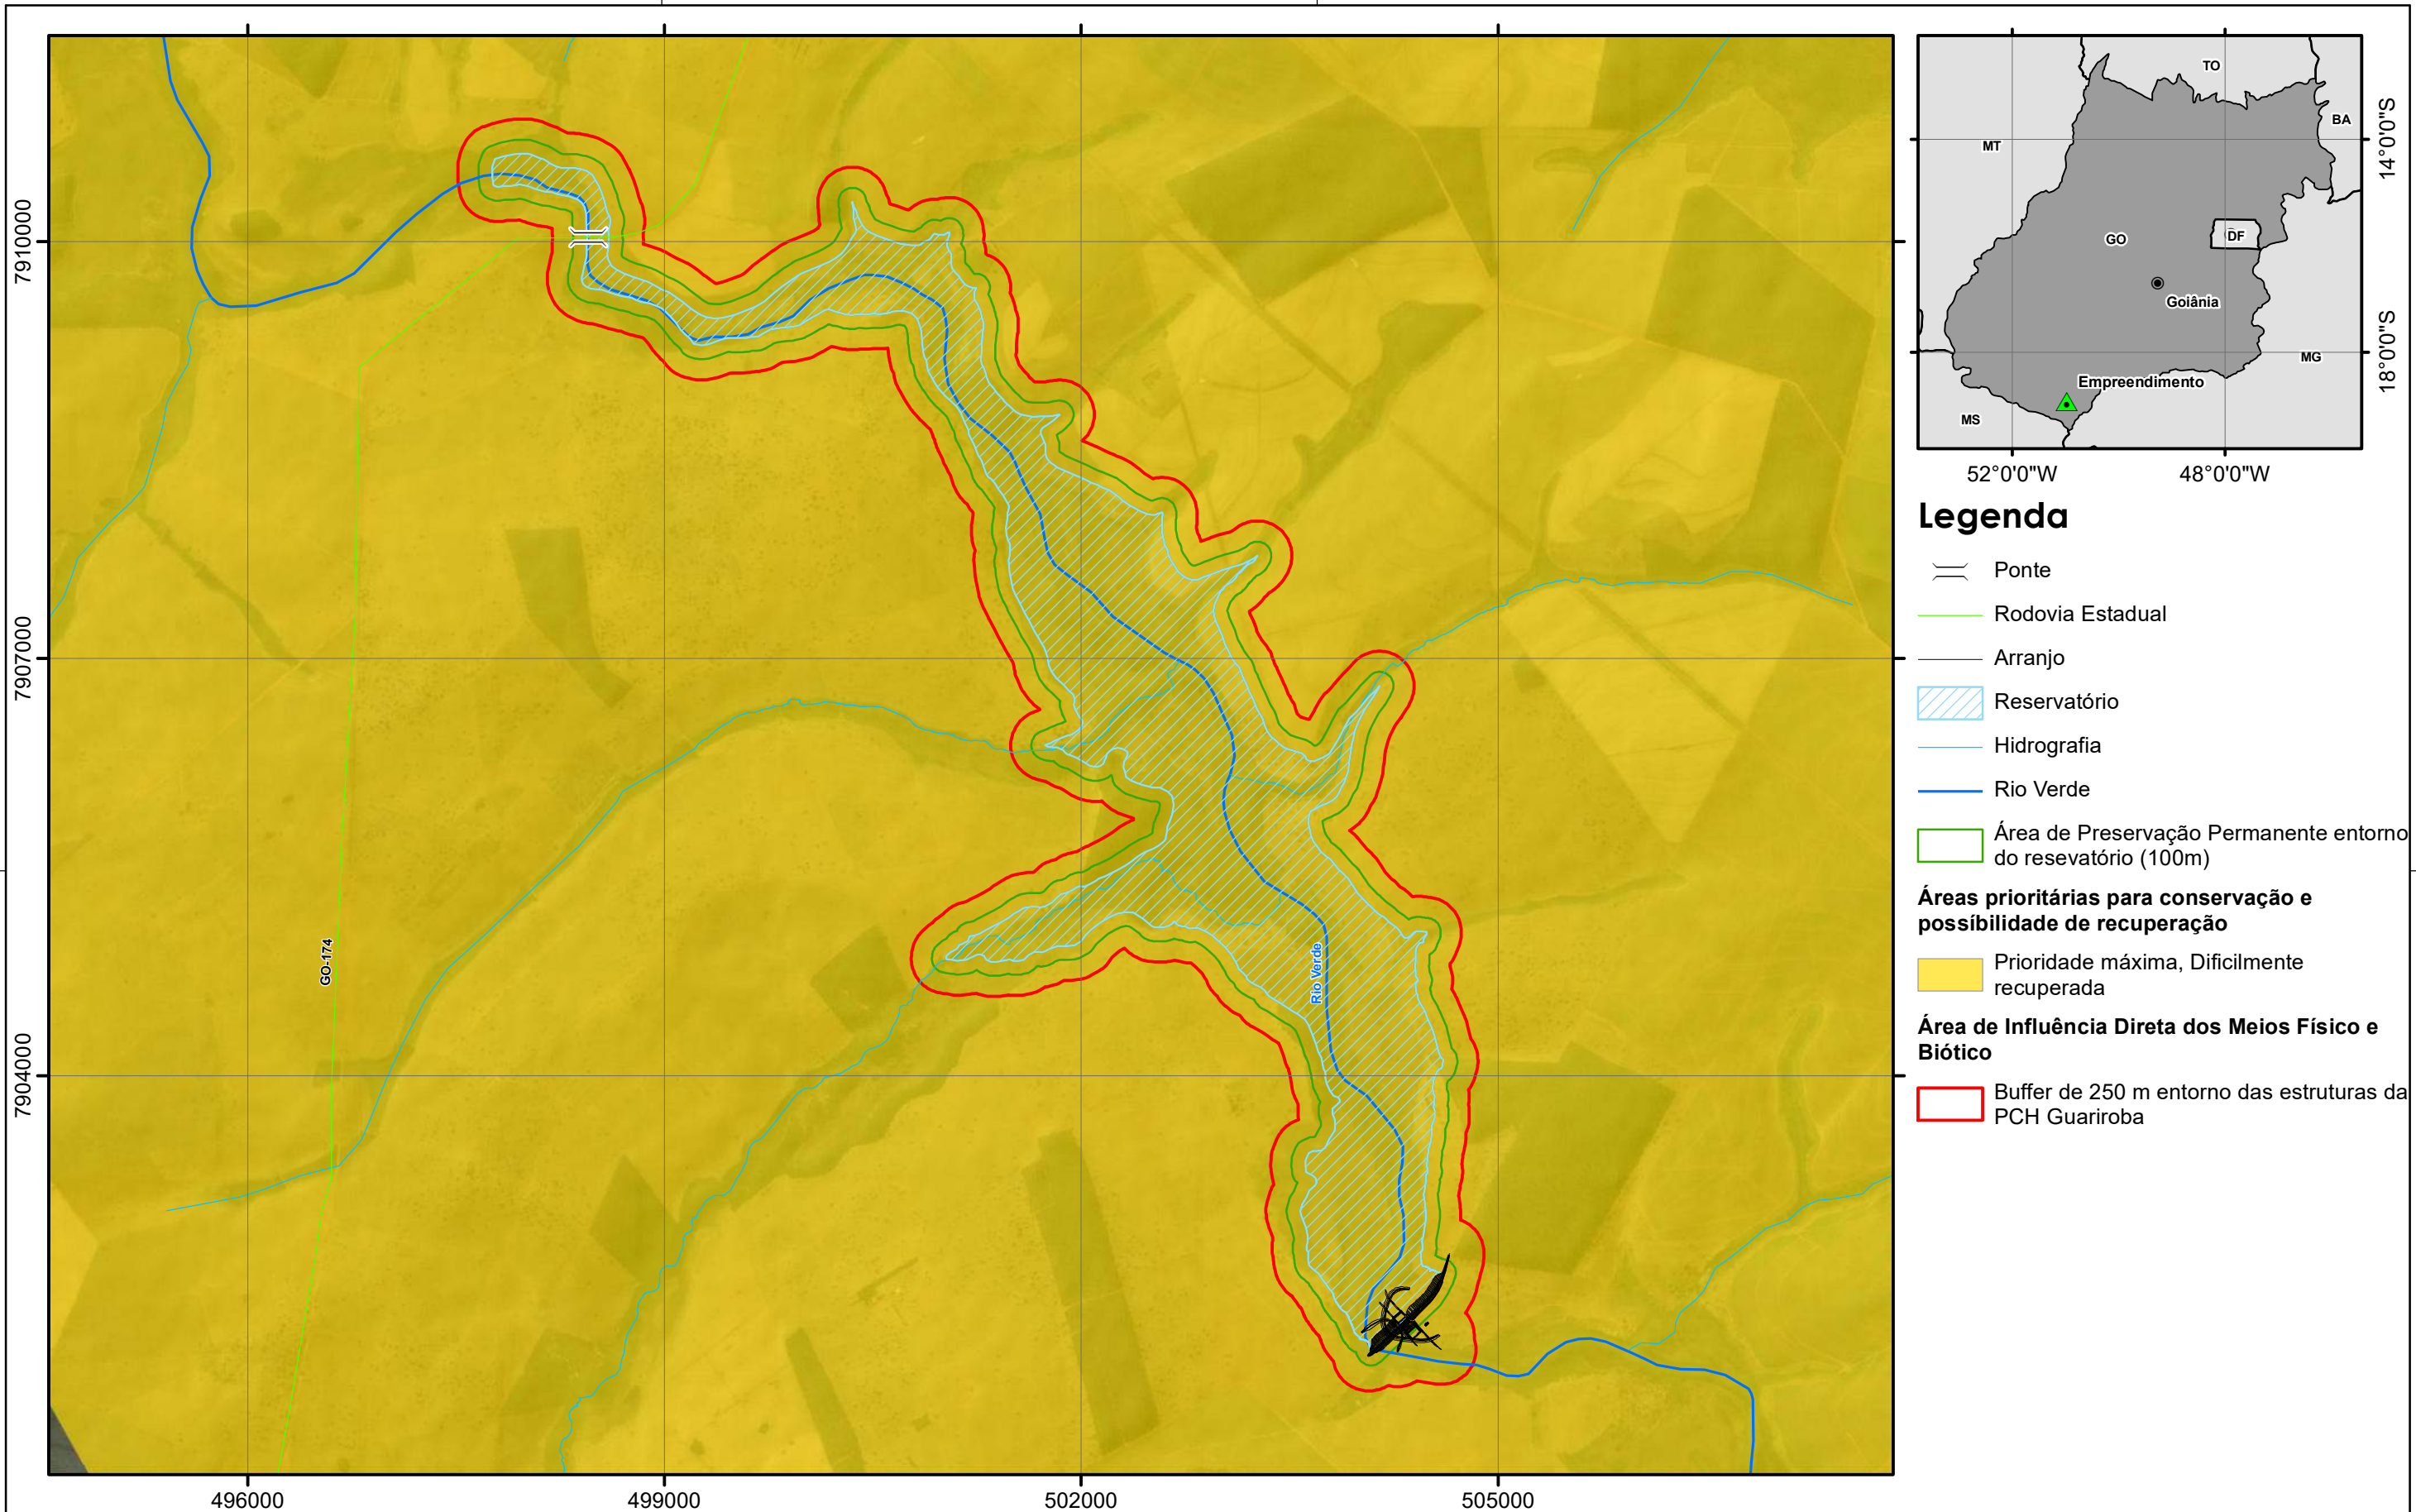 7910000
7907000
7904000
496000
499000
502000
505000
GO-174
Rio Verde
TO
BA
MT
GO
DF
Goiânia
MG
Empreendimento
MS
14°0'0"S
18°0'0"S
52°0'0"W
48°0'0"W
Legenda
Ponte
Rodovia Estadual
Arranjo
Reservatório
Hidrografia
Rio Verde
Área de Preservação Permanente entorno
do resevatório (100m)
Áreas prioritárias para conservação e
possíbilidade de recuperação
Prioridade máxima, Dificilmente
recuperada
Área de Influência Direta dos Meios Físico e
Biótico
Buffer de 250 m entorno das estruturas da
PCH Guariroba